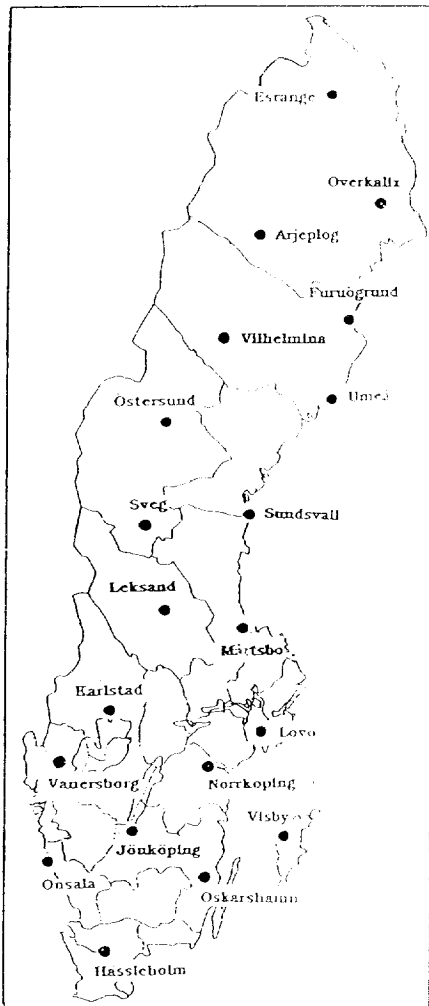 Esrange
Overkalix
Arjeplog
Furuögrund
Vilhelmina
Umeå
Östersund
Sveg
Sundsvall
Leksand
Mårtsbo
Karlstad
Lovo
Vanersborg
Norrkoping
Visby
Jönköping
Onsala
Oskarshamn
Hassleholm